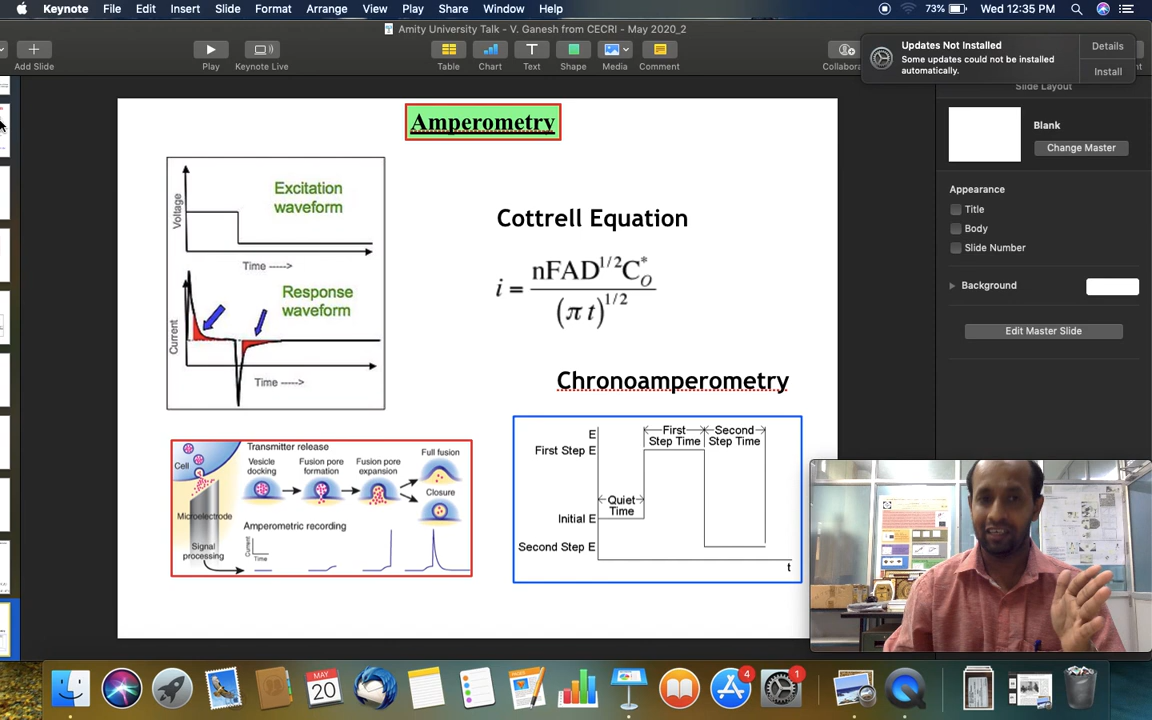 Keynote File Edit Insert Slide Format Arrange View Play Share Window Help 73% Wed 12:35 PM
Amity University Talk - V. Ganesh from CECRI - May 2020_2
Add Slide Play Keynote Live Table Chart Text Shape Media Comment
Updates Not Installed
Some updates could not be installed
automatically.
Details
Install
Slide Layout
Blank
Change Master
Appearance
Title
Body
Slide Number
Background
Edit Master Slide
Amperometry
Excitation
waveform
Voltage
Time ---->
Response
waveform
Current
Time ---->
Cottrell Equation
i = nFAD^1/2 C_O^* / (π t)^1/2
Chronoamperometry
Transmitter release
Cell
Vesicle
docking
Fusion pore
formation
Fusion pore
expansion
Full fusion
Closure
Microelectrode
Amperometric recording
Current
Time
Signal
processing
E
First Step E
First
Step Time
Second
Step Time
Quiet
Time
Initial E
Second Step E
t
MAY
20
4
1